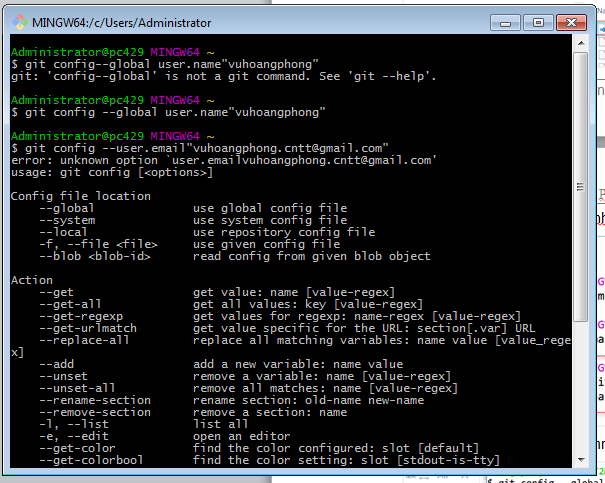 MINGW64:/c/Users/Administrator
Administrator@pc429 MINGW64 ~
$ git config--global user.name"vuhoangphong"
git: 'config--global' is not a git command. See 'git --help'.
Administrator@pc429 MINGW64 ~
$ git config --global user.name"vuhoangphong"
Administrator@pc429 MINGW64 ~
$ git config --user.email"vuhoangphong.cntt@gmail.com"
error: unknown option `user.emailvuhoangphong.cntt@gmail.com'
usage: git config [<options>]
Config file location
--global use global config file
--system use system config file
--local use repository config file
-f, --file <file> use given config file
--blob <blob-id> read config from given blob object
Action
--get get value: name [value-regex]
--get-all get all values: key [value-regex]
--get-regexp get values for regexp: name-regex [value-regex]
--get-urlmatch get value specific for the URL: section[.var] URL
--replace-all replace all matching variables: name value [value_rege
x]
--add add a new variable: name value
--unset remove a variable: name [value-regex]
--unset-all remove all matches: name [value-regex]
--rename-section rename section: old-name new-name
--remove-section remove a section: name
-l, --list list all
-e, --edit open an editor
--get-color find the color configured: slot [default]
--get-colorbool find the color setting: slot [stdout-is-tty]
$ git config --global